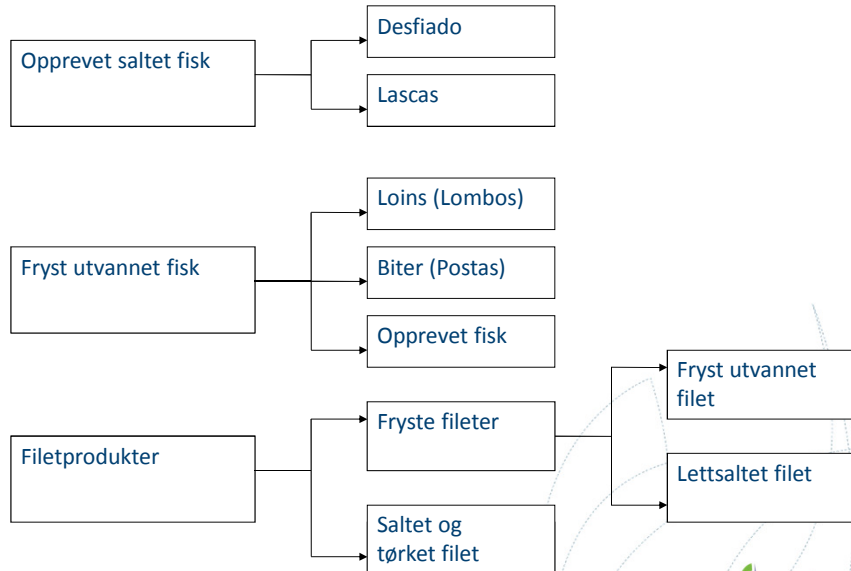 Opprevet saltet fisk
Desfiado
Lascas
Fryst utvannet fisk
Loins (Lombos)
Biter (Postas)
Opprevet fisk
Filetprodukter
Fryste fileter
Saltet og
tørket filet
Fryst utvannet
filet
Lettsaltet filet